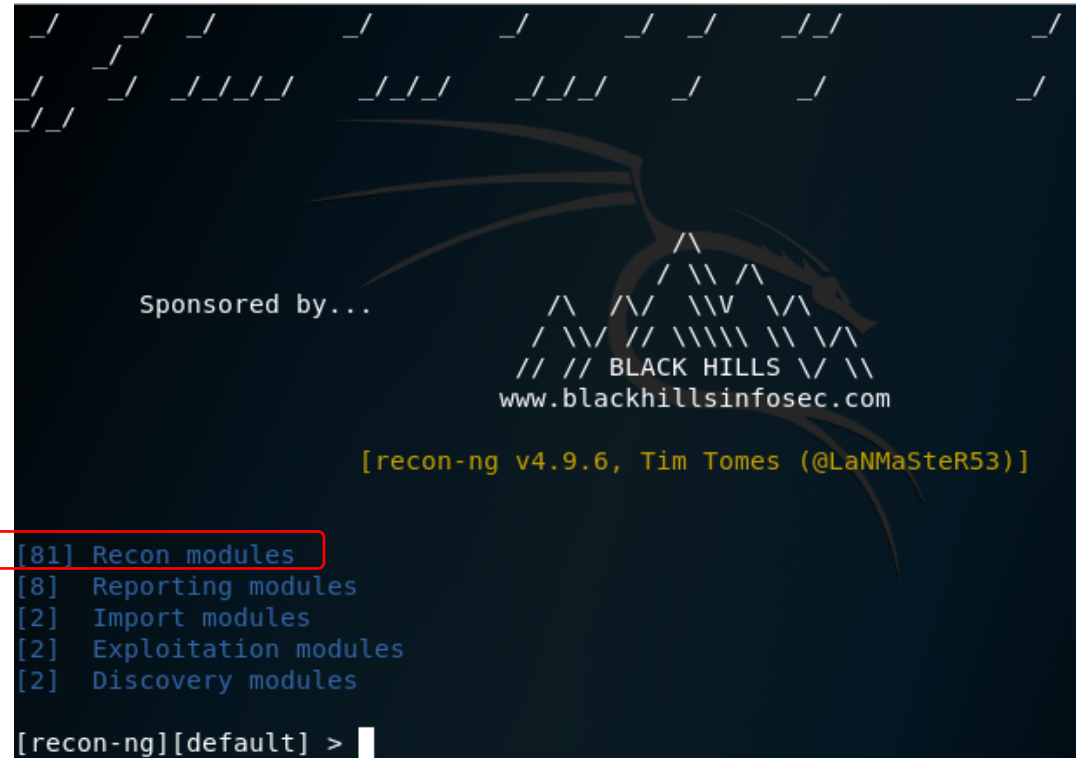 _/ _/ _/ _/ _/ _/ _/ _/_/ _/
_/
_/ _/ _/_/_/_/ _/_/_/ _/_/_/ _/ _/ _/
_/_/
/\
/ \\ /\
Sponsored by... /\ /\/ \\V \/\
/ \\/ // \\\\\ \\ \/\
// // BLACK HILLS \/ \\
www.blackhillsinfosec.com
[recon-ng v4.9.6, Tim Tomes (@LaNMaSteR53)]
[81] Recon modules
[8] Reporting modules
[2] Import modules
[2] Exploitation modules
[2] Discovery modules
[recon-ng][default] >